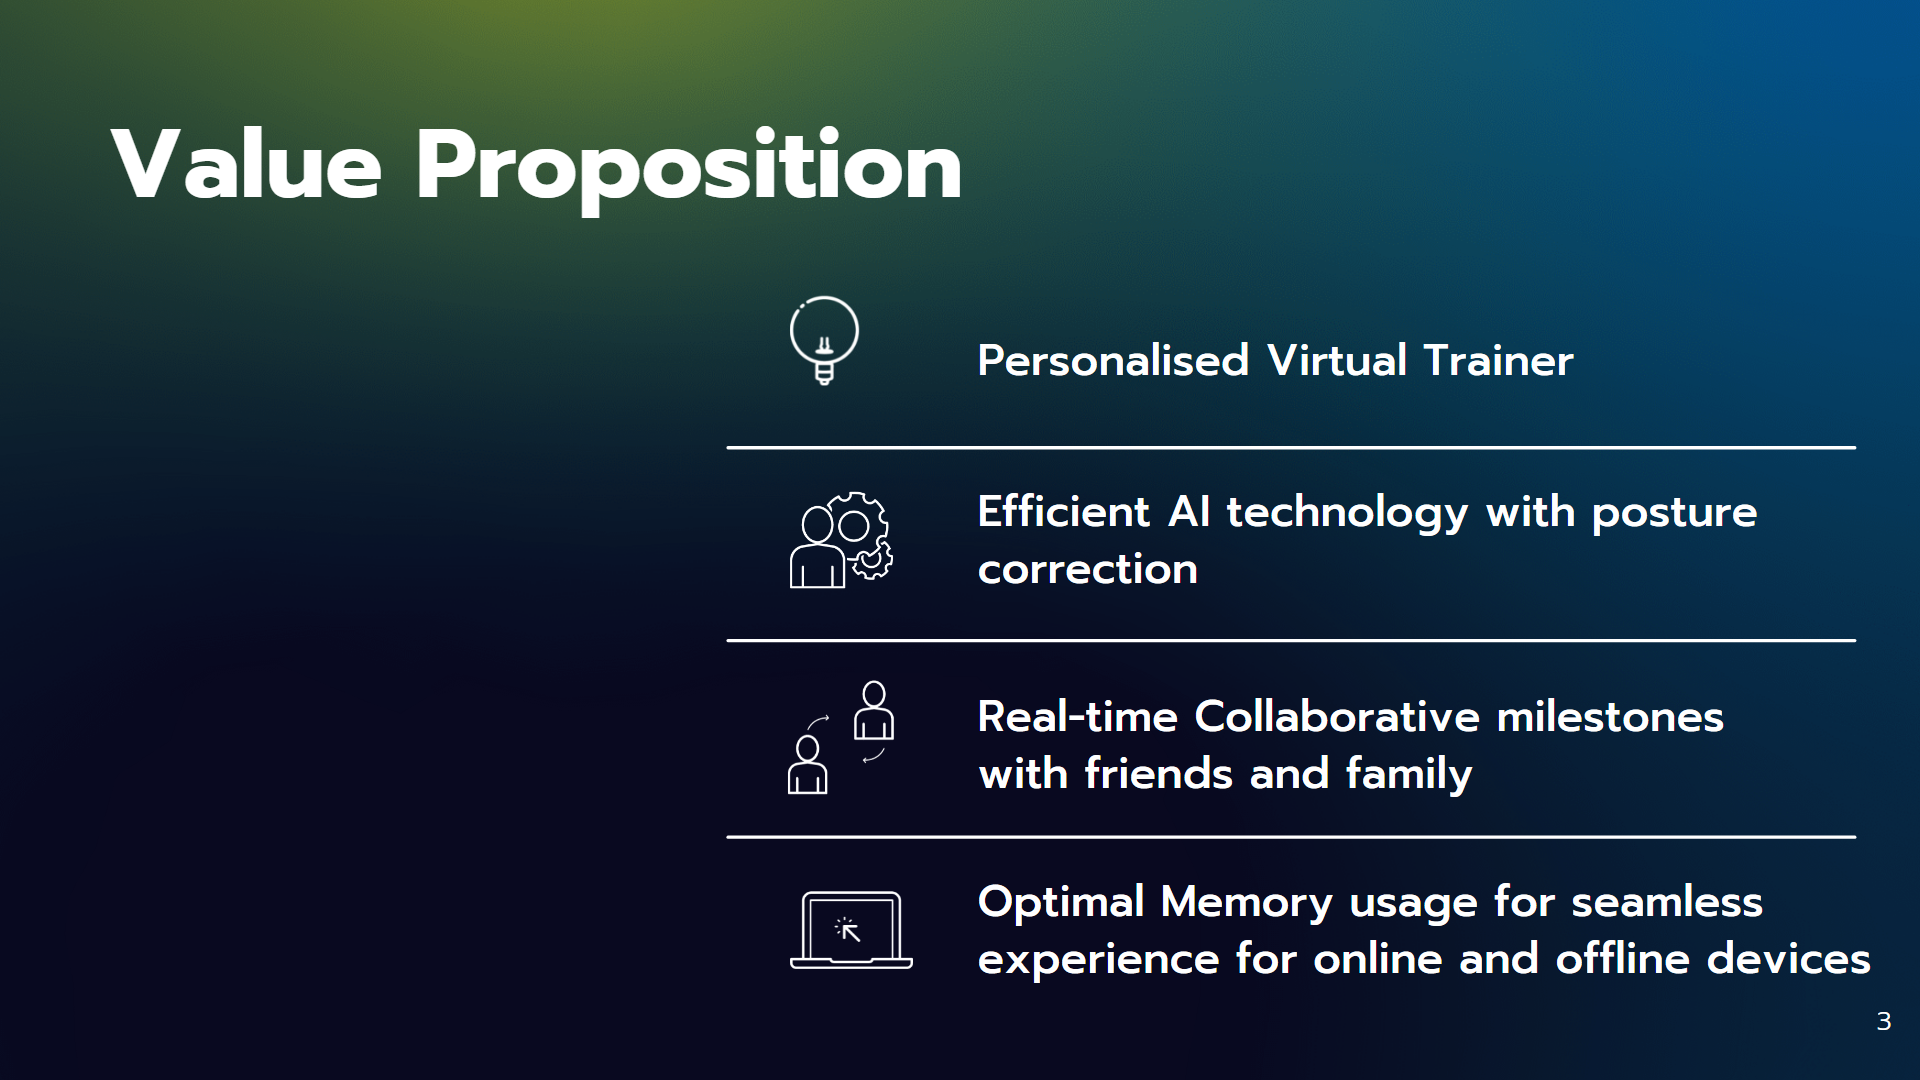 Value Proposition
Personalised Virtual Trainer
Efficient AI technology with posture
correction
Real-time Collaborative milestones
with friends and family
Optimal Memory usage for seamless
experience for online and offline devices
3